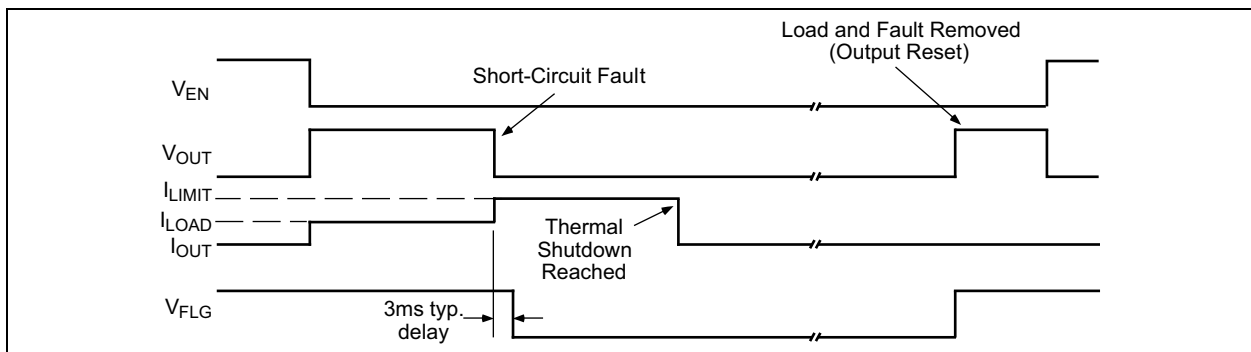 Load and Fault Removed
(Output Reset)
Short-Circuit Fault
VEN
VOUT
ILIMIT
ILOAD
IOUT
Thermal
Shutdown
Reached
VFLG
3ms typ.
delay